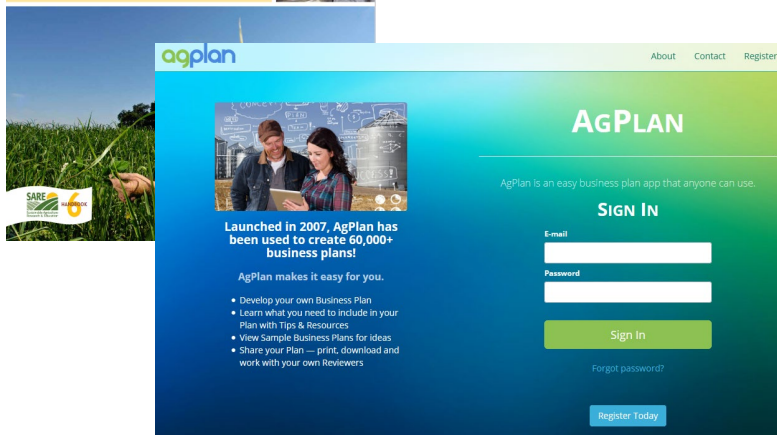 agplan
About Contact Register
CONCEPT
AGPLAN
AgPlan is an easy business plan app that anyone can use.
SIGN IN
E-mail
Password
Sign In
Forgot password?
Register Today
Launched in 2007, AgPlan has
been used to create 60,000+
business plans!
AgPlan makes it easy for you.
• Develop your own Business Plan
• Learn what you need to include in your
Plan with Tips & Resources
• View Sample Business Plans for ideas
• Share your Plan — print, download and
work with your own Reviewers
SARE
HANDBOOK
6